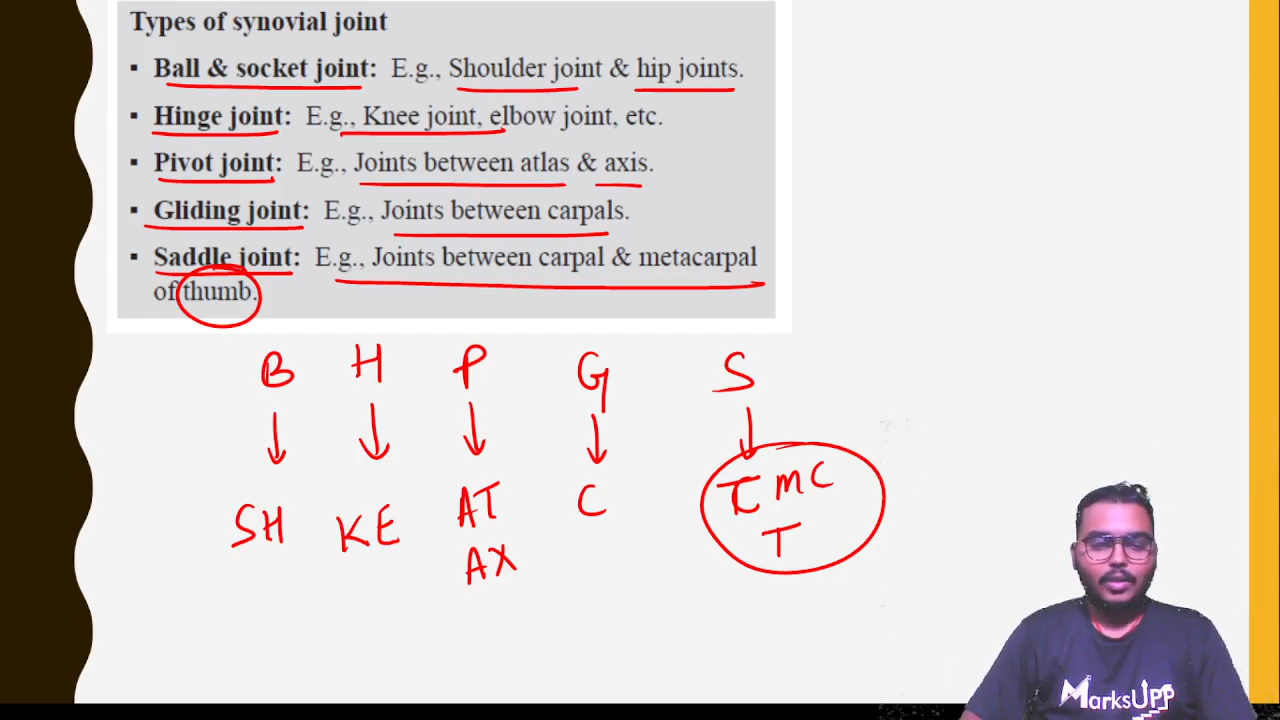 Types of synovial joint
▪ Ball & socket joint: E.g., Shoulder joint & hip joints.
▪ Hinge joint: E.g., Knee joint, elbow joint, etc.
▪ Pivot joint: E.g., Joints between atlas & axis.
▪ Gliding joint: E.g., Joints between carpals.
▪ Saddle joint: E.g., Joints between carpal & metacarpal
of thumb.
B H P G S
SH KE AT C MC
AX T
MarksUpp